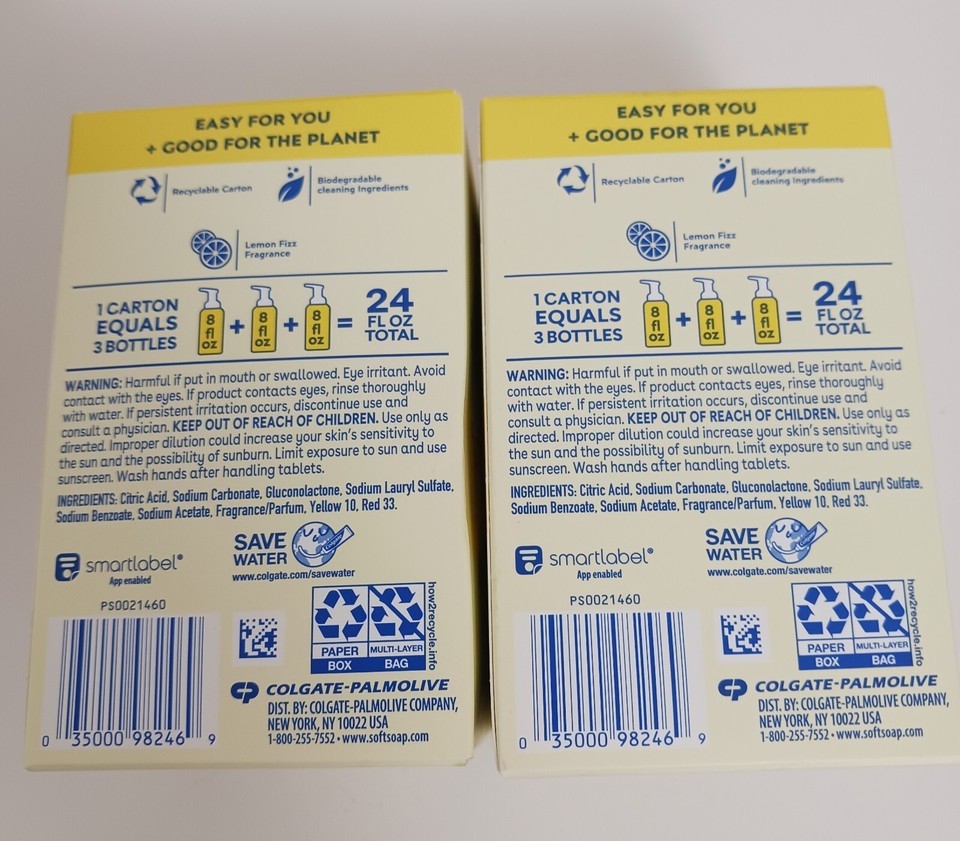 EASY FOR YOU
+ GOOD FOR THE PLANET
Recyclable Carton
Biodegradable
cleaning Ingredients
Lemon Fizz
Fragrance
1 CARTON
EQUALS
3 BOTTLES
8
fl
oz
+
8
fl
oz
+
8
fl
oz
=
24
FL OZ
TOTAL
WARNING: Harmful if put in mouth or swallowed. Eye irritant. Avoid
contact with the eyes. If product contacts eyes, rinse thoroughly
with water. If persistent irritation occurs, discontinue use and
consult a physician. KEEP OUT OF REACH OF CHILDREN. Use only as
directed. Improper dilution could increase your skin's sensitivity to
the sun and the possibility of sunburn. Limit exposure to sun and use
sunscreen. Wash hands after handling tablets.
INGREDIENTS: Citric Acid, Sodium Carbonate, Gluconolactone, Sodium Lauryl Sulfate,
Sodium Benzoate, Sodium Acetate, Fragrance/Parfum, Yellow 10, Red 33.
smartlabel®
App enabled
SAVE
WATER
www.colgate.com/savewater
PS0021460
PAPER
BOX
MULTI-LAYER
BAG
how2recycle.info
CP COLGATE-PALMOLIVE
DIST. BY: COLGATE-PALMOLIVE COMPANY,
NEW YORK, NY 10022 USA
1-800-255-7552 • www.softsoap.com
0 35000 98246 9
EASY FOR YOU
+ GOOD FOR THE PLANET
Recyclable Carton
Biodegradable
cleaning Ingredients
Lemon Fizz
Fragrance
1 CARTON
EQUALS
3 BOTTLES
8
fl
oz
+
8
fl
oz
+
8
fl
oz
=
24
FL OZ
TOTAL
WARNING: Harmful if put in mouth or swallowed. Eye irritant. Avoid
contact with the eyes. If product contacts eyes, rinse thoroughly
with water. If persistent irritation occurs, discontinue use and
consult a physician. KEEP OUT OF REACH OF CHILDREN. Use only as
directed. Improper dilution could increase your skin's sensitivity to
the sun and the possibility of sunburn. Limit exposure to sun and use
sunscreen. Wash hands after handling tablets.
INGREDIENTS: Citric Acid, Sodium Carbonate, Gluconolactone, Sodium Lauryl Sulfate,
Sodium Benzoate, Sodium Acetate, Fragrance/Parfum, Yellow 10, Red 33.
smartlabel®
App enabled
SAVE
WATER
www.colgate.com/savewater
PS0021460
PAPER
BOX
MULTI-LAYER
BAG
how2recycle.info
CP COLGATE-PALMOLIVE
DIST. BY: COLGATE-PALMOLIVE COMPANY,
NEW YORK, NY 10022 USA
1-800-255-7552 • www.softsoap.com
0 35000 98246 9